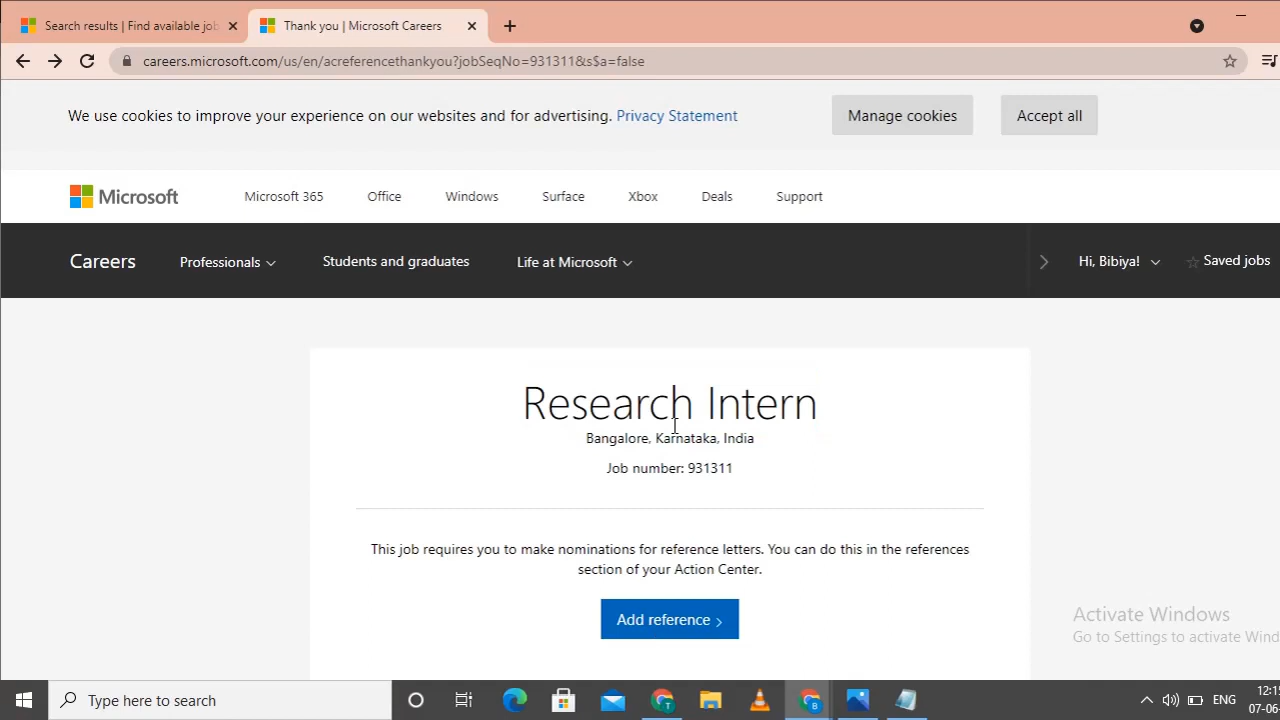 Search results | Find available jo
Thank you | Microsoft Careers
careers.microsoft.com/us/en/acreferencethankyou?jobSeqNo=931311&s$a=false
We use cookies to improve your experience on our websites and for advertising. Privacy Statement
Manage cookies
Accept all
Microsoft
Microsoft 365
Office
Windows
Surface
Xbox
Deals
Support
Careers
Professionals
Students and graduates
Life at Microsoft
Hi, Bibiya!
Saved jobs
Research Intern
Bangalore, Karnataka, India
Job number: 931311
This job requires you to make nominations for reference letters. You can do this in the references
section of your Action Center.
Add reference
Activate Windows
Go to Settings to activate Wind
Type here to search
ENG
12:15
07-06